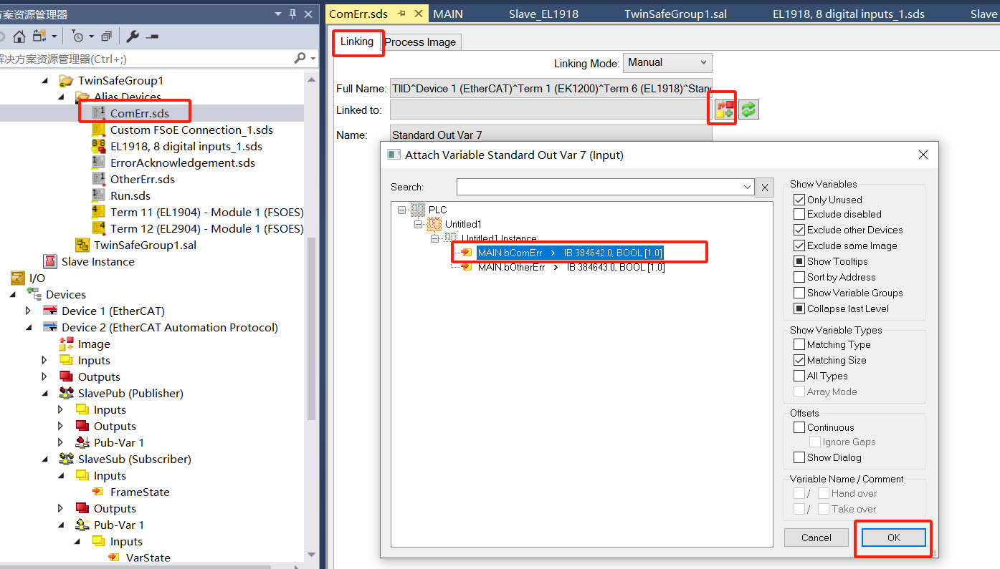 方案资源管理器
解决方案资源管理器(Ctrl+;)
TwinSafeGroup1
Alias Devices
ComErr.sds
Custom FSoE Connection_1.sds
EL1918, 8 digital inputs_1.sds
ErrorAcknowledgement.sds
OtherErr.sds
Run.sds
Term 11 (EL1904) - Module 1 (FSOES)
Term 12 (EL2904) - Module 1 (FSOES)
TwinSafeGroup1.sal
Slave Instance
I/O
Devices
Device 1 (EtherCAT)
Device 2 (EtherCAT Automation Protocol)
Image
Inputs
Outputs
SlavePub (Publisher)
Inputs
Outputs
Pub-Var 1
SlaveSub (Subscriber)
Inputs
FrameState
Outputs
Pub-Var 1
Inputs
VarState
ComErr.sds
MAIN
Slave_EL1918
TwinSafeGroup1.sal
EL1918, 8 digital inputs_1.sds
Slave
Linking
Process Image
Linking Mode: Manual
Full Name: TIID^Device 1 (EtherCAT)^Term 1 (EK1200)^Term 6 (EL1918)^Stan
Linked to:
Name: Standard Out Var 7
Attach Variable Standard Out Var 7 (Input)
Search:
X
PLC
Untitled1
Untitled1 Instance
MAIN.bComErr > IB 384642.0, BOOL [1.0]
MAIN.bOtherErr > IB 384643.0, BOOL [1.0]
Show Variables
Only Unused
Exclude disabled
Exclude other Devices
Exclude same Image
Show Tooltips
Sort by Address
Show Variable Groups
Collapse last Level
Show Variable Types
Matching Type
Matching Size
All Types
Array Mode
Offsets
Continuous
Ignore Gaps
Show Dialog
Variable Name / Comment
/ Hand over
/ Take over
Cancel
OK